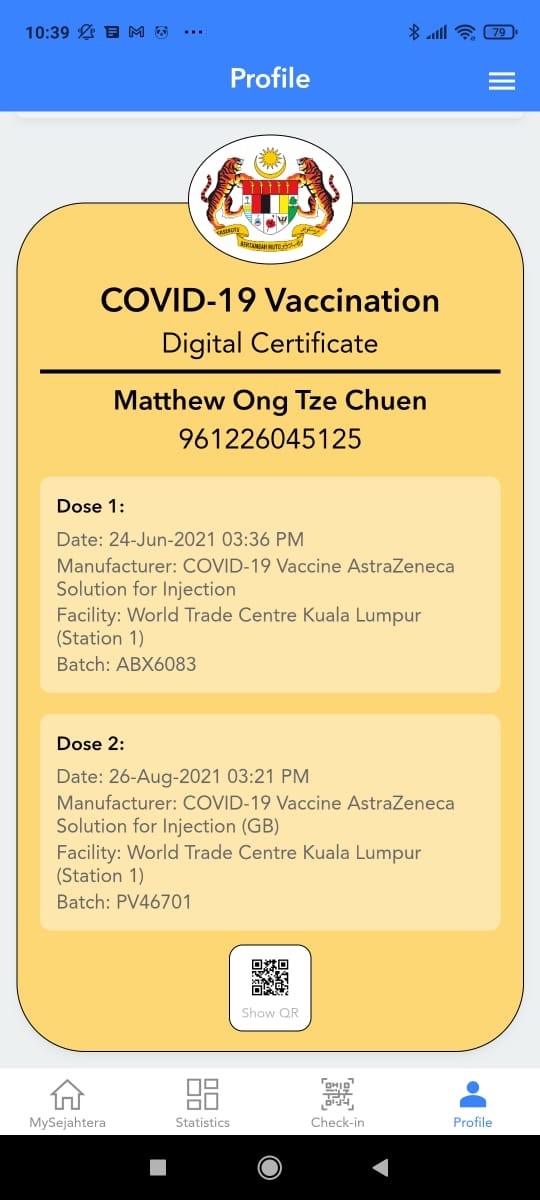 10:39
79
Profile
BERTAMBAH MUTU
COVID-19 Vaccination
Digital Certificate
Matthew Ong Tze Chuen
961226045125
Dose 1:
Date: 24-Jun-2021 03:36 PM
Manufacturer: COVID-19 Vaccine AstraZeneca
Solution for Injection
Facility: World Trade Centre Kuala Lumpur
(Station 1)
Batch: ABX6083
Dose 2:
Date: 26-Aug-2021 03:21 PM
Manufacturer: COVID-19 Vaccine AstraZeneca
Solution for Injection (GB)
Facility: World Trade Centre Kuala Lumpur
(Station 1)
Batch: PV46701
Show QR
MySejahtera
Statistics
Check-in
Profile